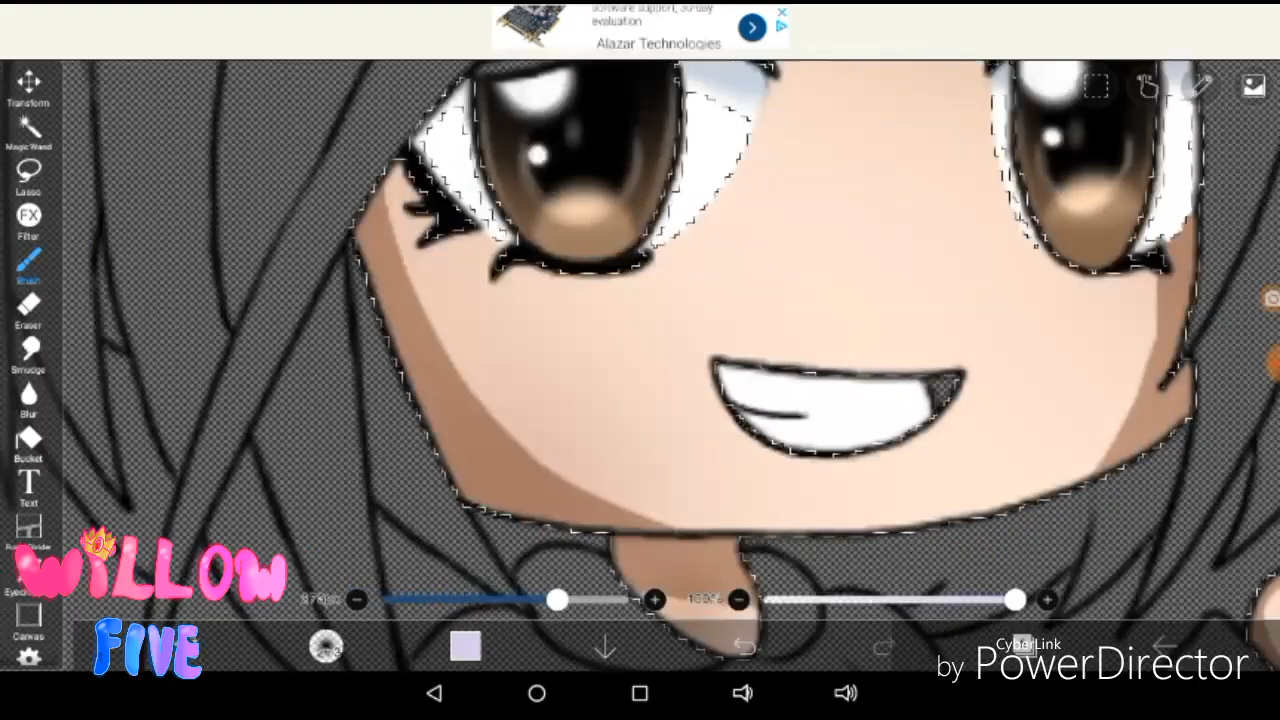 software support, 30-day
evaluation
Alazar Technologies
Transform
Magic Wand
Lasso
FX
Filter
Brush
Eraser
Smudge
Blur
Bucket
T
Text
Canvas
WiLLOW
FIVE
100%
CyberLink
by PowerDirector